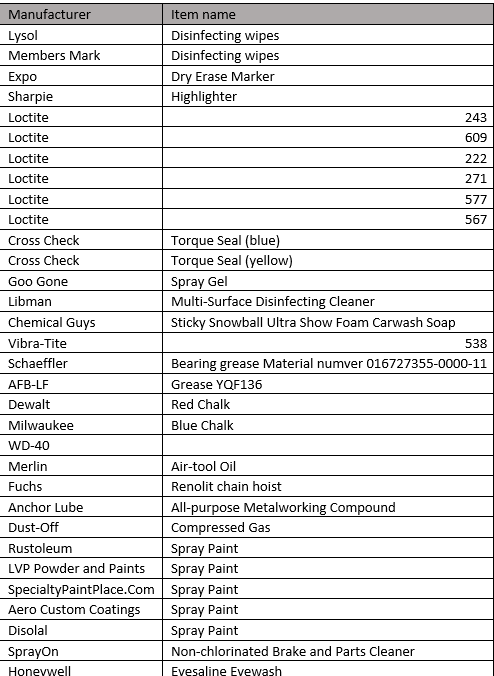 Manufacturer Item name
Lysol Disinfecting wipes
Members Mark Disinfecting wipes
Expo Dry Erase Marker
Sharpie Highlighter
Loctite 243
Loctite 609
Loctite 222
Loctite 271
Loctite 577
Loctite 567
Cross Check Torque Seal (blue)
Cross Check Torque Seal (yellow)
Goo Gone Spray Gel
Libman Multi-Surface Disinfecting Cleaner
Chemical Guys Sticky Snowball Ultra Show Foam Carwash Soap
Vibra-Tite 538
Schaeffler Bearing grease Material numver 016727355-0000-11
AFB-LF Grease YQF136
Dewalt Red Chalk
Milwaukee Blue Chalk
WD-40
Merlin Air-tool Oil
Fuchs Renolit chain hoist
Anchor Lube All-purpose Metalworking Compound
Dust-Off Compressed Gas
Rustoleum Spray Paint
LVP Powder and Paints Spray Paint
SpecialtyPaintPlace.Com Spray Paint
Aero Custom Coatings Spray Paint
Disolal Spray Paint
SprayOn Non-chlorinated Brake and Parts Cleaner
Honeywell Eyesaline Eyewash